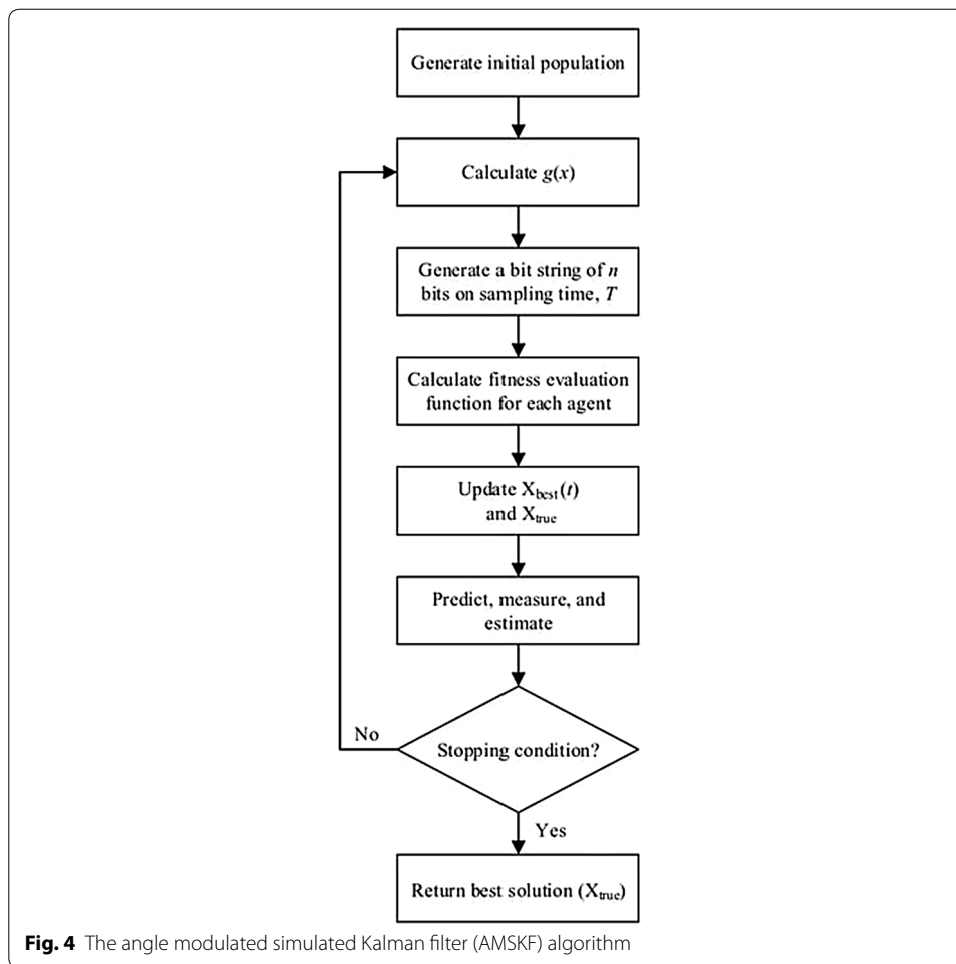 Generate initial population
Calculate g(x)
Generate a bit string of n
bits on sampling time, T
Calculate fitness evaluation
function for each agent
Update X_best(t)
and X_true
Predict, measure, and
estimate
Stopping condition?
No
Yes
Return best solution (X_true)
Fig. 4 The angle modulated simulated Kalman filter (AMSKF) algorithm